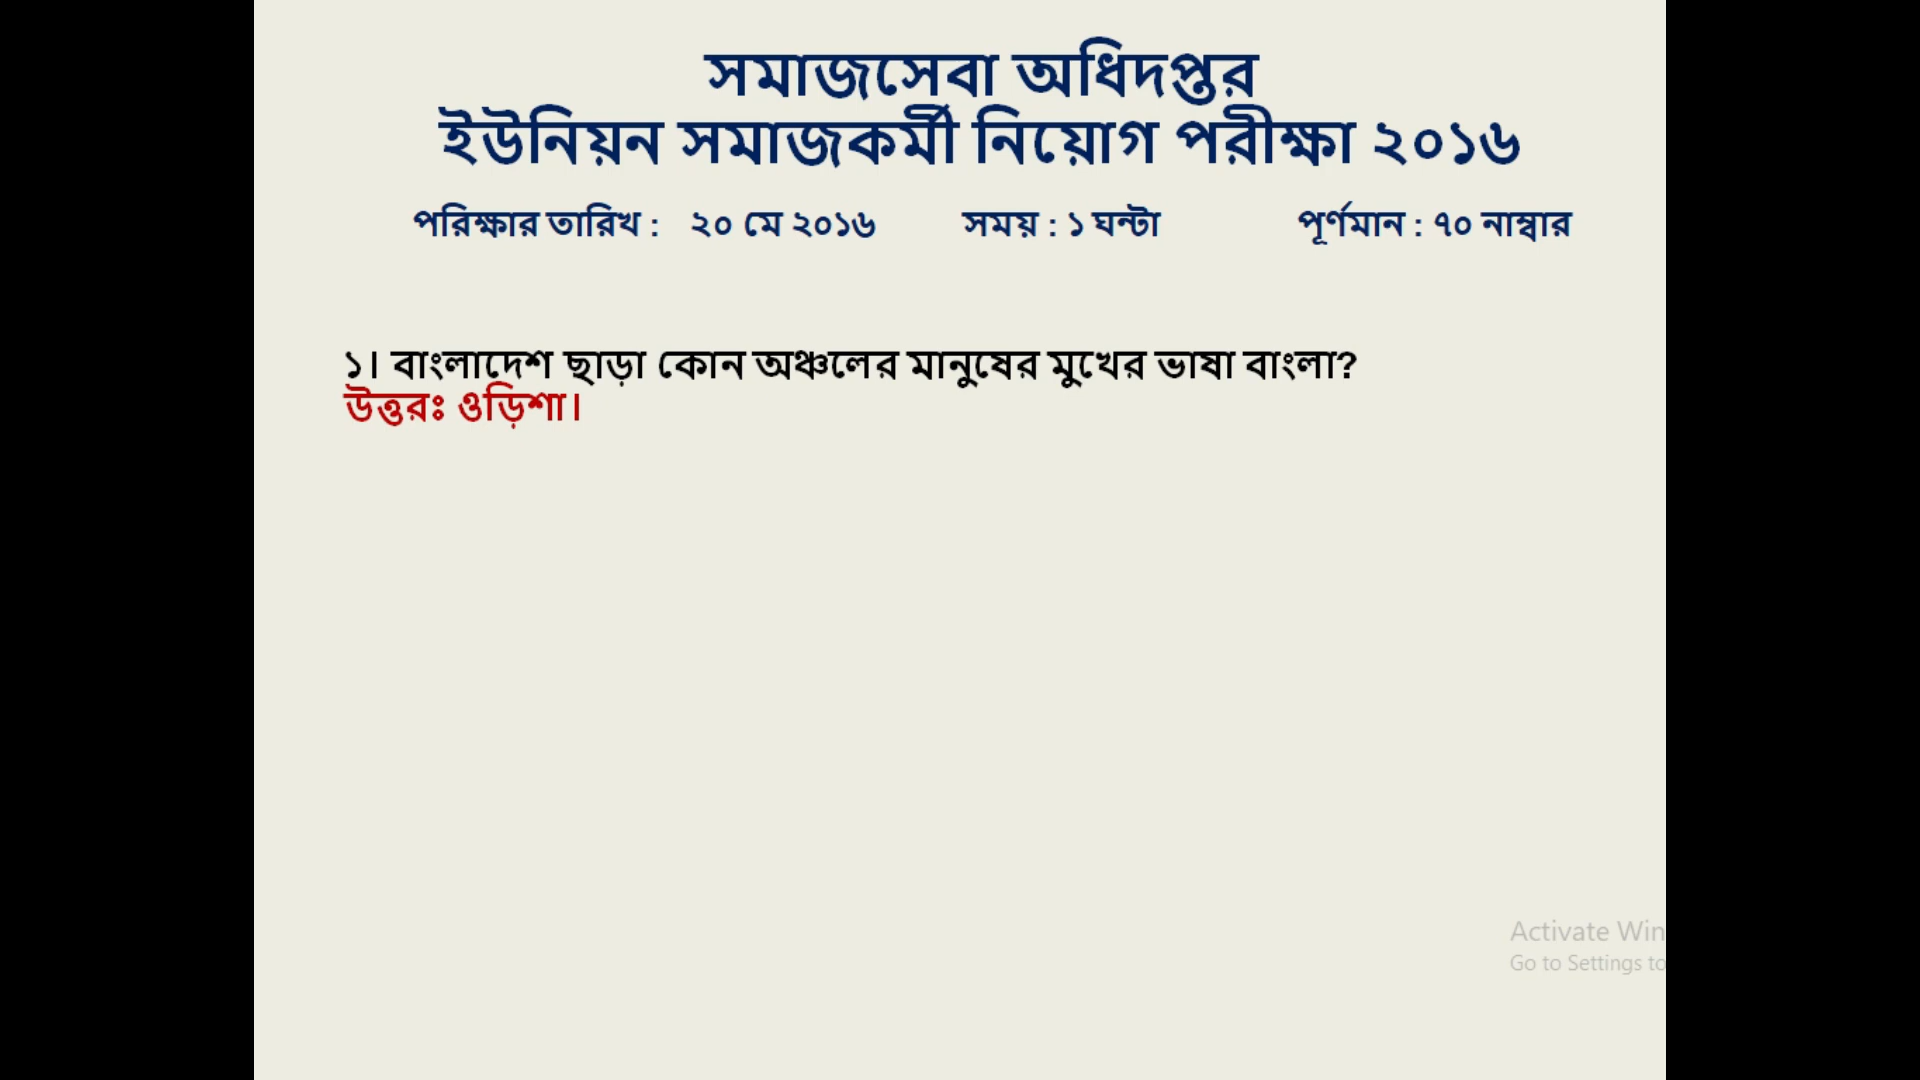 সমাজসেবা অধিদপ্তর
ইউনিয়ন সমাজকর্মী নিয়োগ পরীক্ষা ২০১৬
পরিক্ষার তারিখ : ২০ মে ২০১৬ সময় : ১ ঘন্টা পূর্ণমান : ৭০ নাম্বার
১। বাংলাদেশ ছাড়া কোন অঞ্চলের মানুষের মুখের ভাষা বাংলা?
উত্তরঃ ওড়িশা।
Activate Win
Go to Settings to